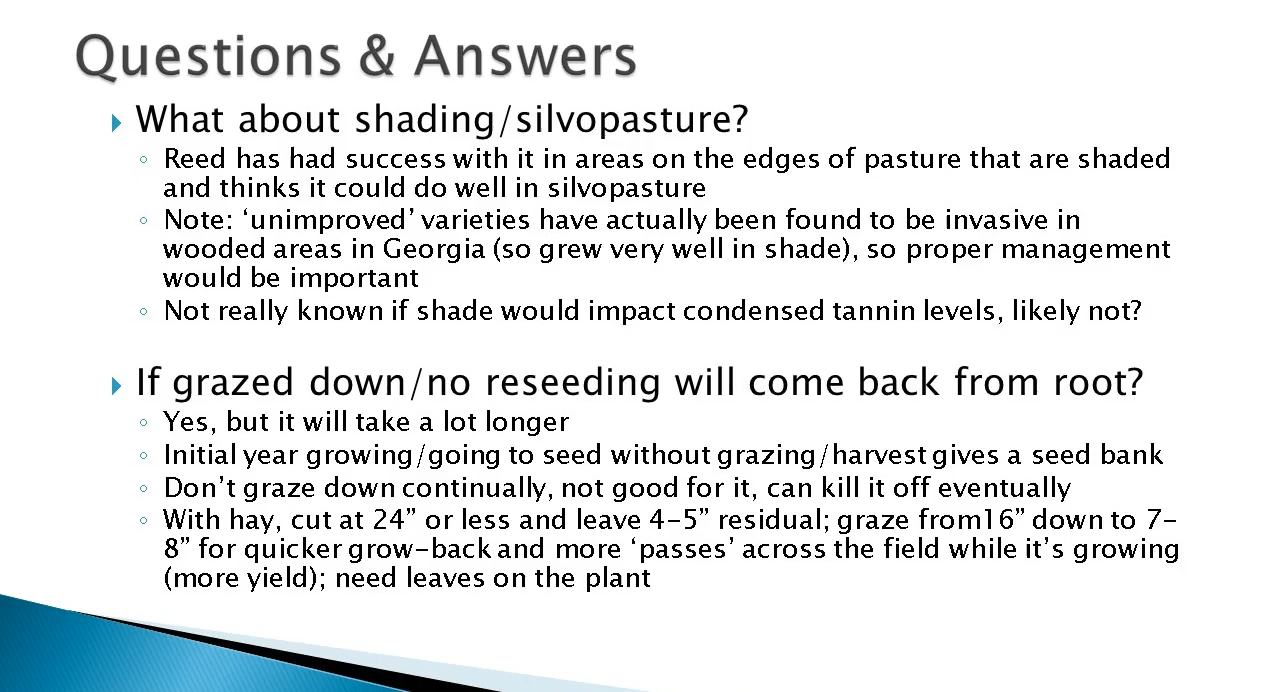 Questions & Answers
What about shading/silvopasture?
Reed has had success with it in areas on the edges of pasture that are shaded
and thinks it could do well in silvopasture
Note: ‘unimproved’ varieties have actually been found to be invasive in
wooded areas in Georgia (so grew very well in shade), so proper management
would be important
Not really known if shade would impact condensed tannin levels, likely not?
If grazed down/no reseeding will come back from root?
Yes, but it will take a lot longer
Initial year growing/going to seed without grazing/harvest gives a seed bank
Don’t graze down continually, not good for it, can kill it off eventually
With hay, cut at 24” or less and leave 4-5” residual; graze from16” down to 7-
8” for quicker grow-back and more ‘passes’ across the field while it’s growing
(more yield); need leaves on the plant